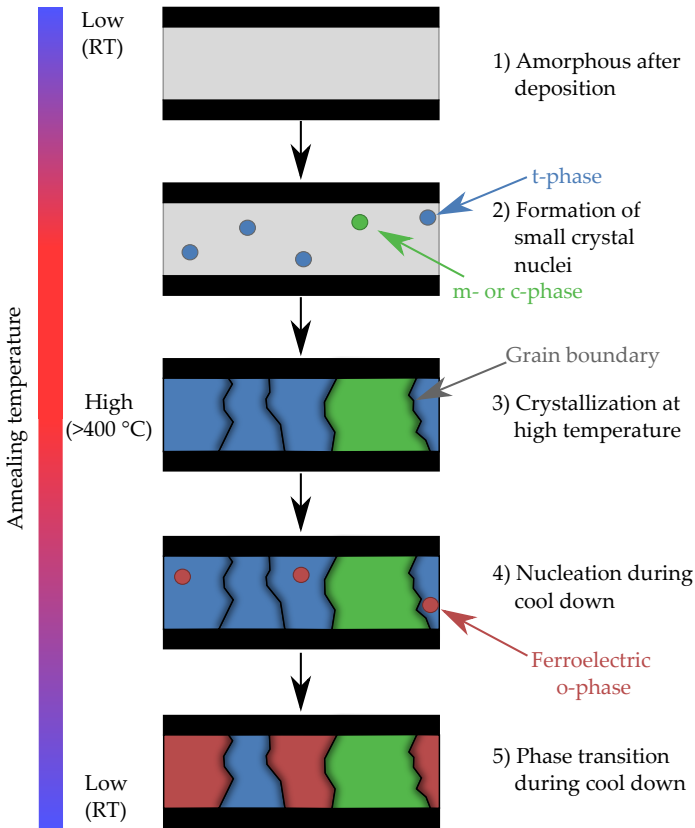 Low
(RT)
1) Amorphous after
deposition
t-phase
2) Formation of
small crystal
nuclei
m- or c-phase
Grain boundary
Annealing temperature
High
(>400 °C)
3) Crystallization at
high temperature
4) Nucleation during
cool down
Ferroelectric
o-phase
5) Phase transition
during cool down
Low
(RT)